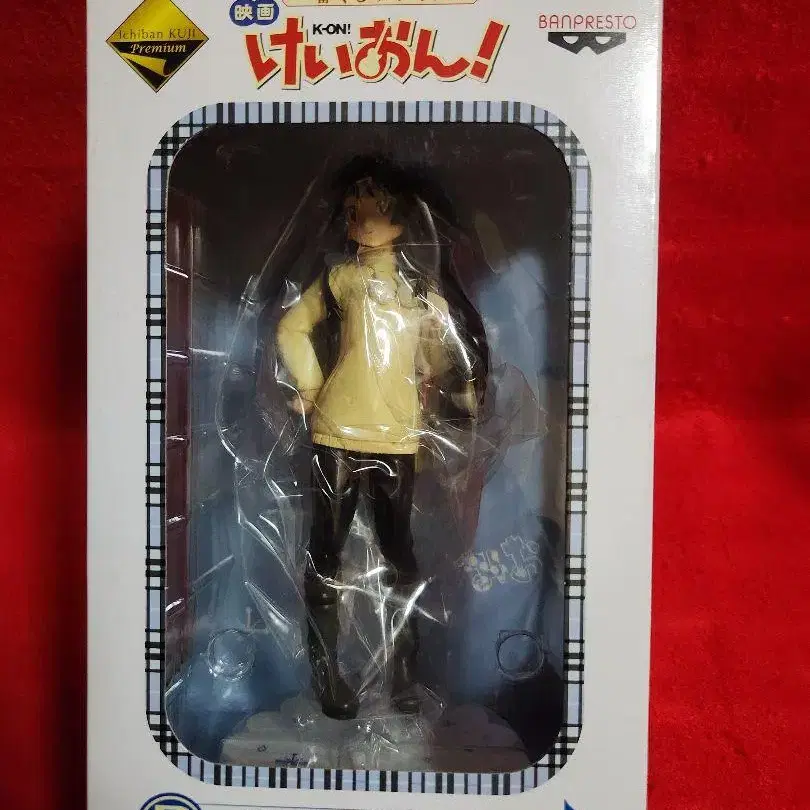 Ichiban KUJI
Premium
映画
K-ON!
けいおん!
BANPRESTO